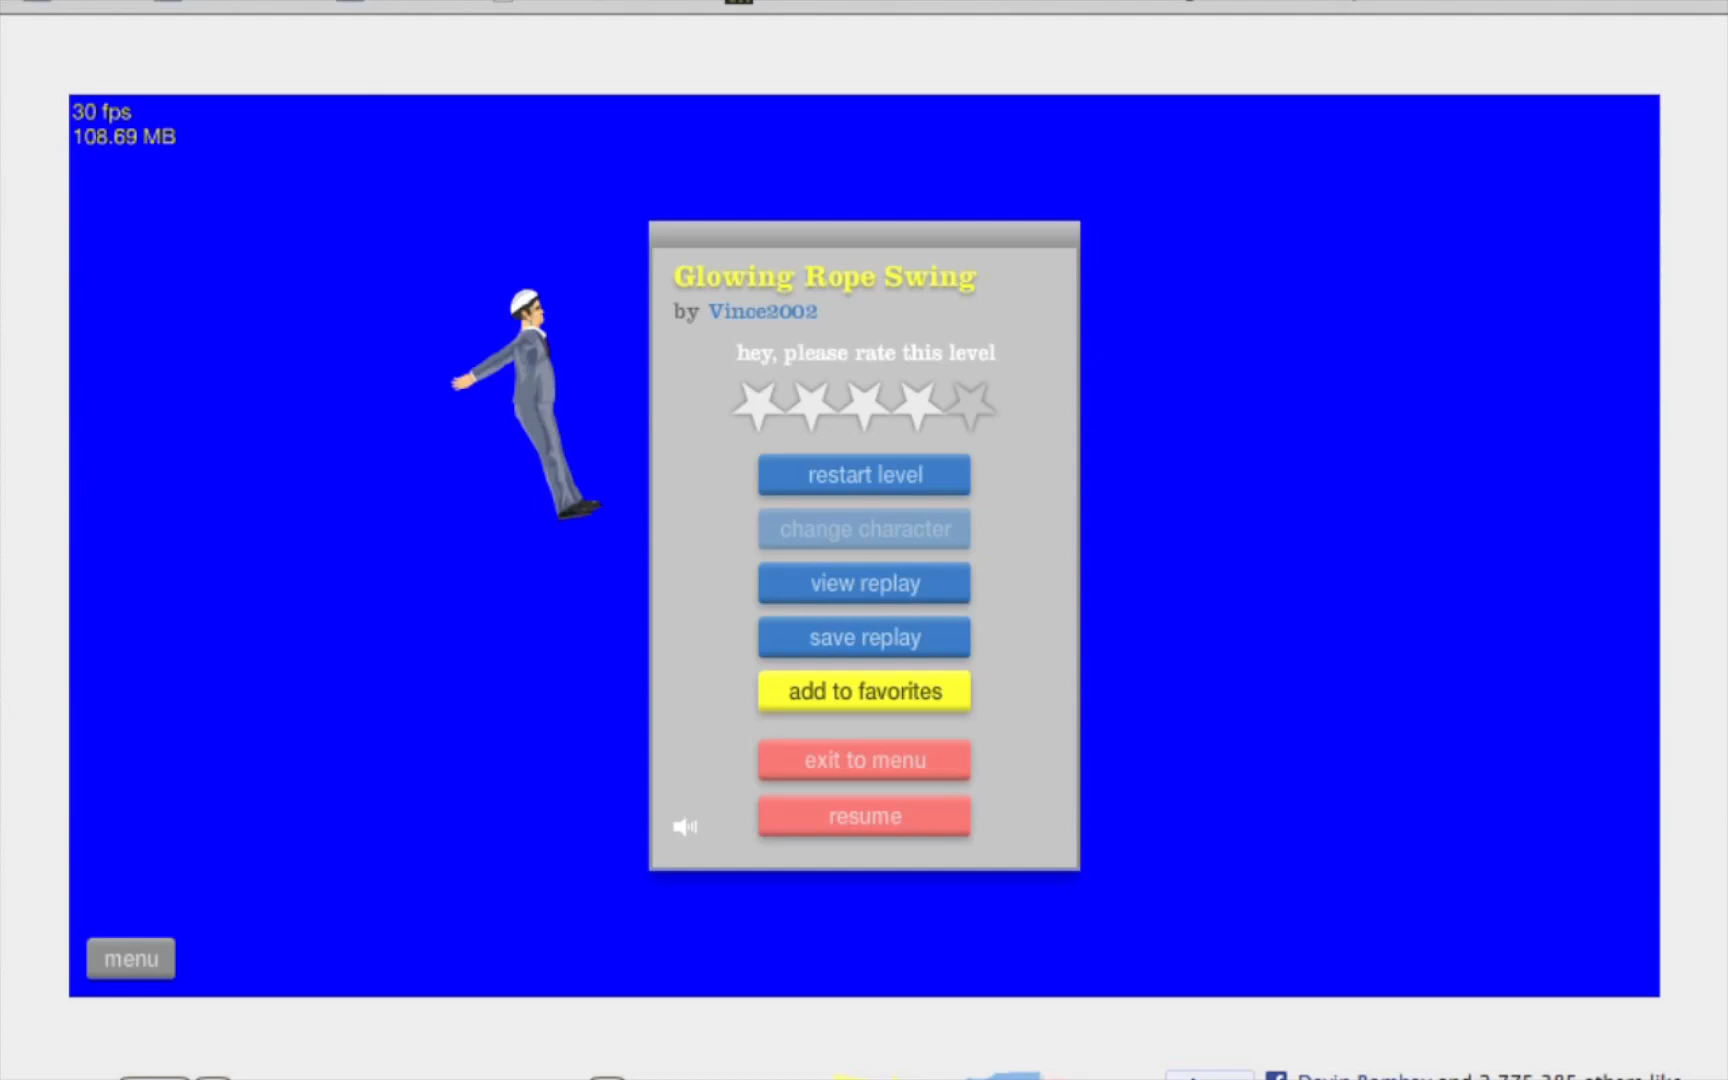 30 fps
108.69 MB
Glowing Rope Swing
by Vince2002
hey, please rate this level
restart level
change character
view replay
save replay
add to favorites
exit to menu
resume
menu